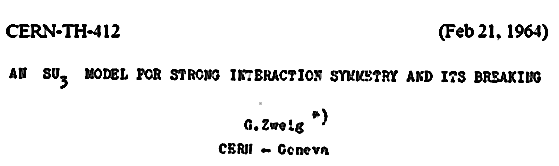 CERN-TH-412 (Feb 21, 1964)
AN SU3 MODEL FOR STRONG INTERACTION SYMMETRY AND ITS BREAKING
G.Zweig *)
CERN - Geneva